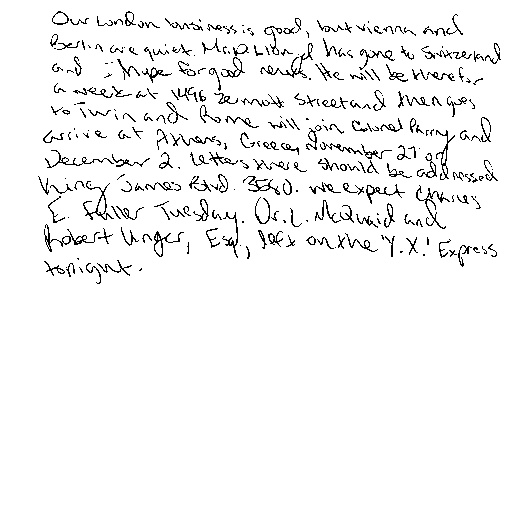 Our London business is good, but Vienna and
Berlin are quiet. Mr. D. Lloyd has gone to Switzerland
and I hope for good news. He will be there for
a week at 1496 Zermott Street and then goes
to Turin and Rome will join Colonel Parry and
arrive at Athens, Greece, November 27 or
December 2. Letters there should be addressed
King James Blvd. 3580. We expect Charles
E. Fuller Tuesday. Dr. L. McQuaid and
Robert Unger, Esq., left on the "Y.X." Express
tonight.